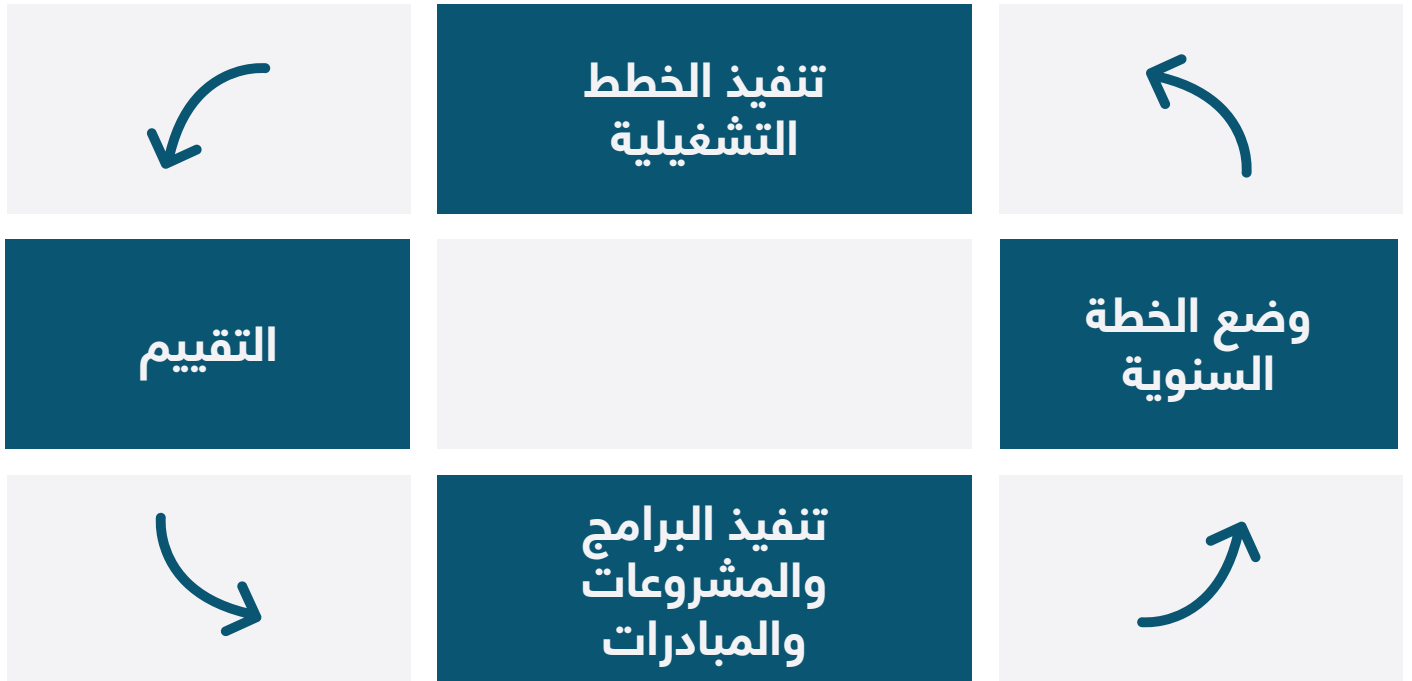 تنفيذ الخطط
التشغيلية
وضع الخطة
السنوية
التقييم
تنفيذ البرامج
والمشروعات
والمبادرات